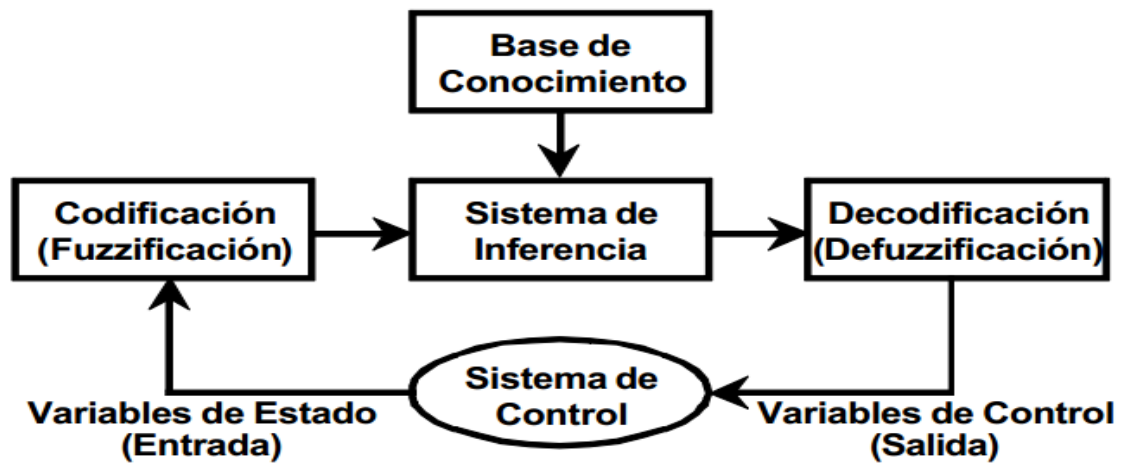 Base de
Conocimiento
Codificación
(Fuzzificación)
Sistema de
Inferencia
Decodificación
(Defuzzificación)
Sistema de
Control
Variables de Estado
(Entrada)
Variables de Control
(Salida)